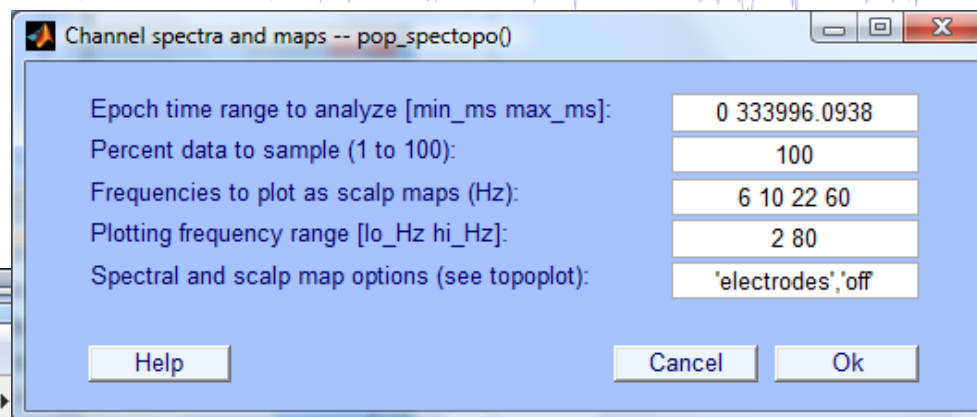 Channel spectra and maps -- pop_spectopo()
Epoch time range to analyze [min_ms max_ms]: 0 333996.0938
Percent data to sample (1 to 100): 100
Frequencies to plot as scalp maps (Hz): 6 10 22 60
Plotting frequency range [lo_Hz hi_Hz]: 2 80
Spectral and scalp map options (see topoplot): 'electrodes','off'
Help Cancel Ok